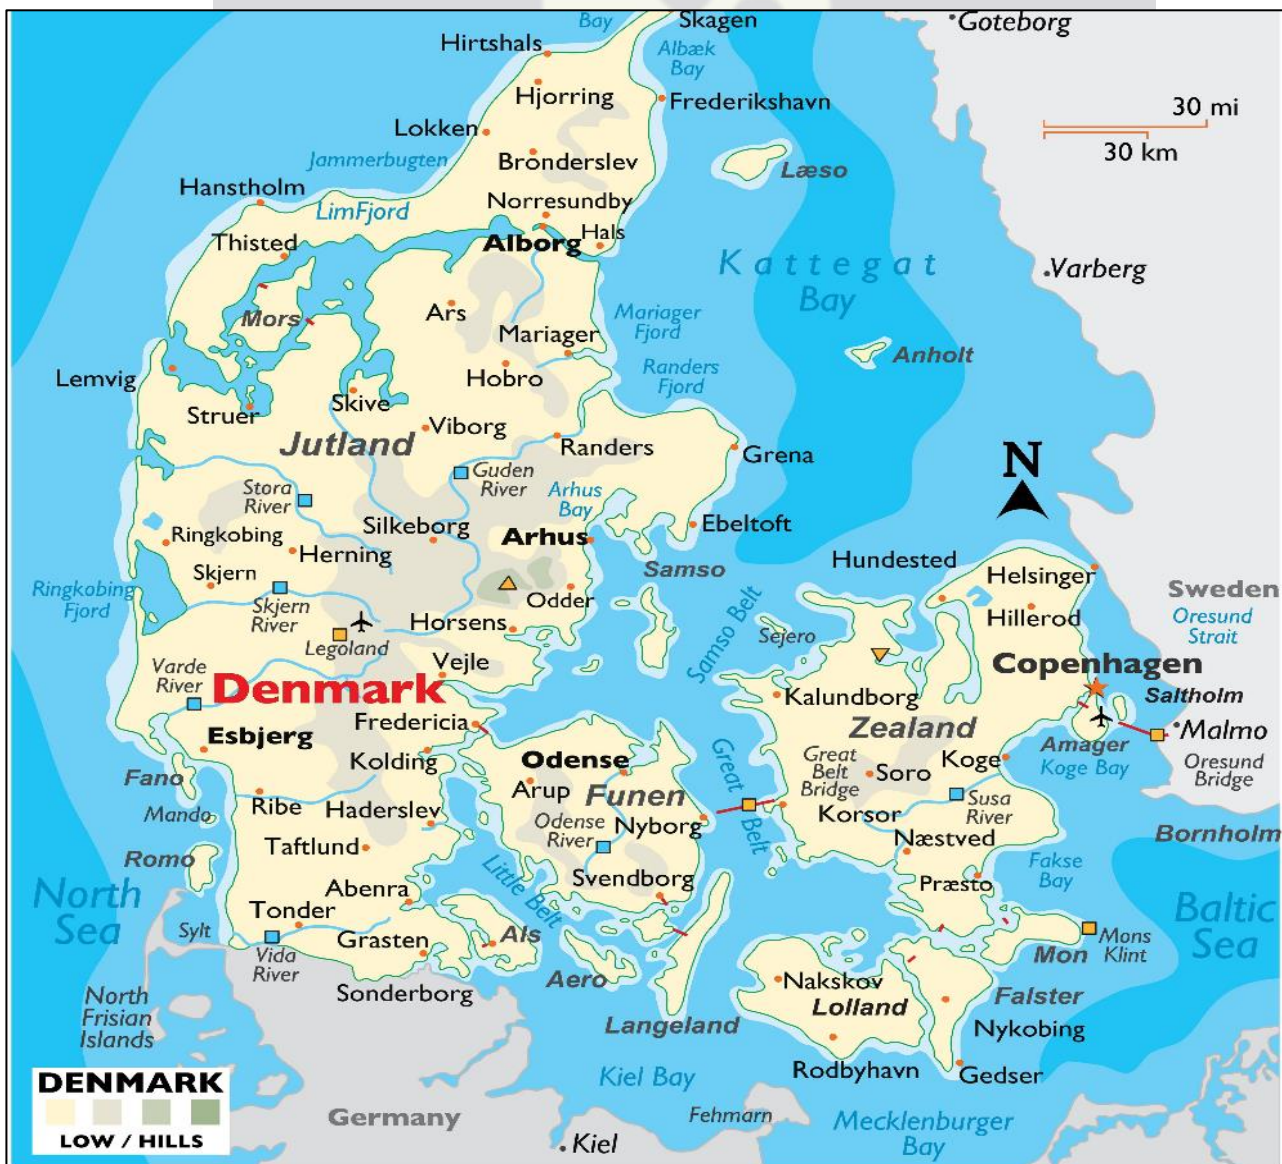 Bay
Skagen
Goteborg
Hirtshals
Albæk
Bay
Hjorring
Frederikshavn
30 mi
30 km
Lokken
Jammerbugten
Bronderslev
Læso
Hanstholm
LimFjord
Norresundby
Thisted
Alborg
Hals
Kattegat
Bay
Varberg
Mors
Ars
Mariager
Mariager
Fjord
Anholt
Lemvig
Hobro
Randers
Fjord
Struer
Skive
Viborg
Jutland
Randers
Grena
N
Stora
River
Guden
River
Arhus
Bay
Ringkobing
Silkeborg
Arhus
Ebeltoft
Herning
Hundested
Helsinger
Skjern
Samso
Sweden
Ringkobing
Fjord
Skjern
River
Odder
Hillerod
Oresund
Strait
Horsens
Samso Belt
Sejero
Legoland
Varde
River
Vejle
Copenhagen
Denmark
Kalundborg
Saltholm
Fredericia
Zealand
Malmo
Esbjerg
Kolding
Odense
Great
Belt
Great
Belt
Bridge
Soro
Koge
Amager
Koge Bay
Oresund
Bridge
Fano
Arup
Funen
Mando
Ribe
Haderslev
Odense
River
Nyborg
Korsor
Susa
River
Bornholm
Romo
Taftlund
Næstved
Fakse
Bay
North
Sea
Abenra
Little Belt
Svendborg
Præsto
Baltic
Sea
Sylt
Tonder
Vida
River
Grasten
Als
Mon
Mons
Klint
Sonderborg
Aero
Nakskov
Lolland
Falster
North
Frisian
Islands
Langeland
Nykobing
Rodbyhavn
Gedser
Kiel Bay
DENMARK
LOW / HILLS
Germany
Kiel
Fehmarn
Mecklenburger
Bay